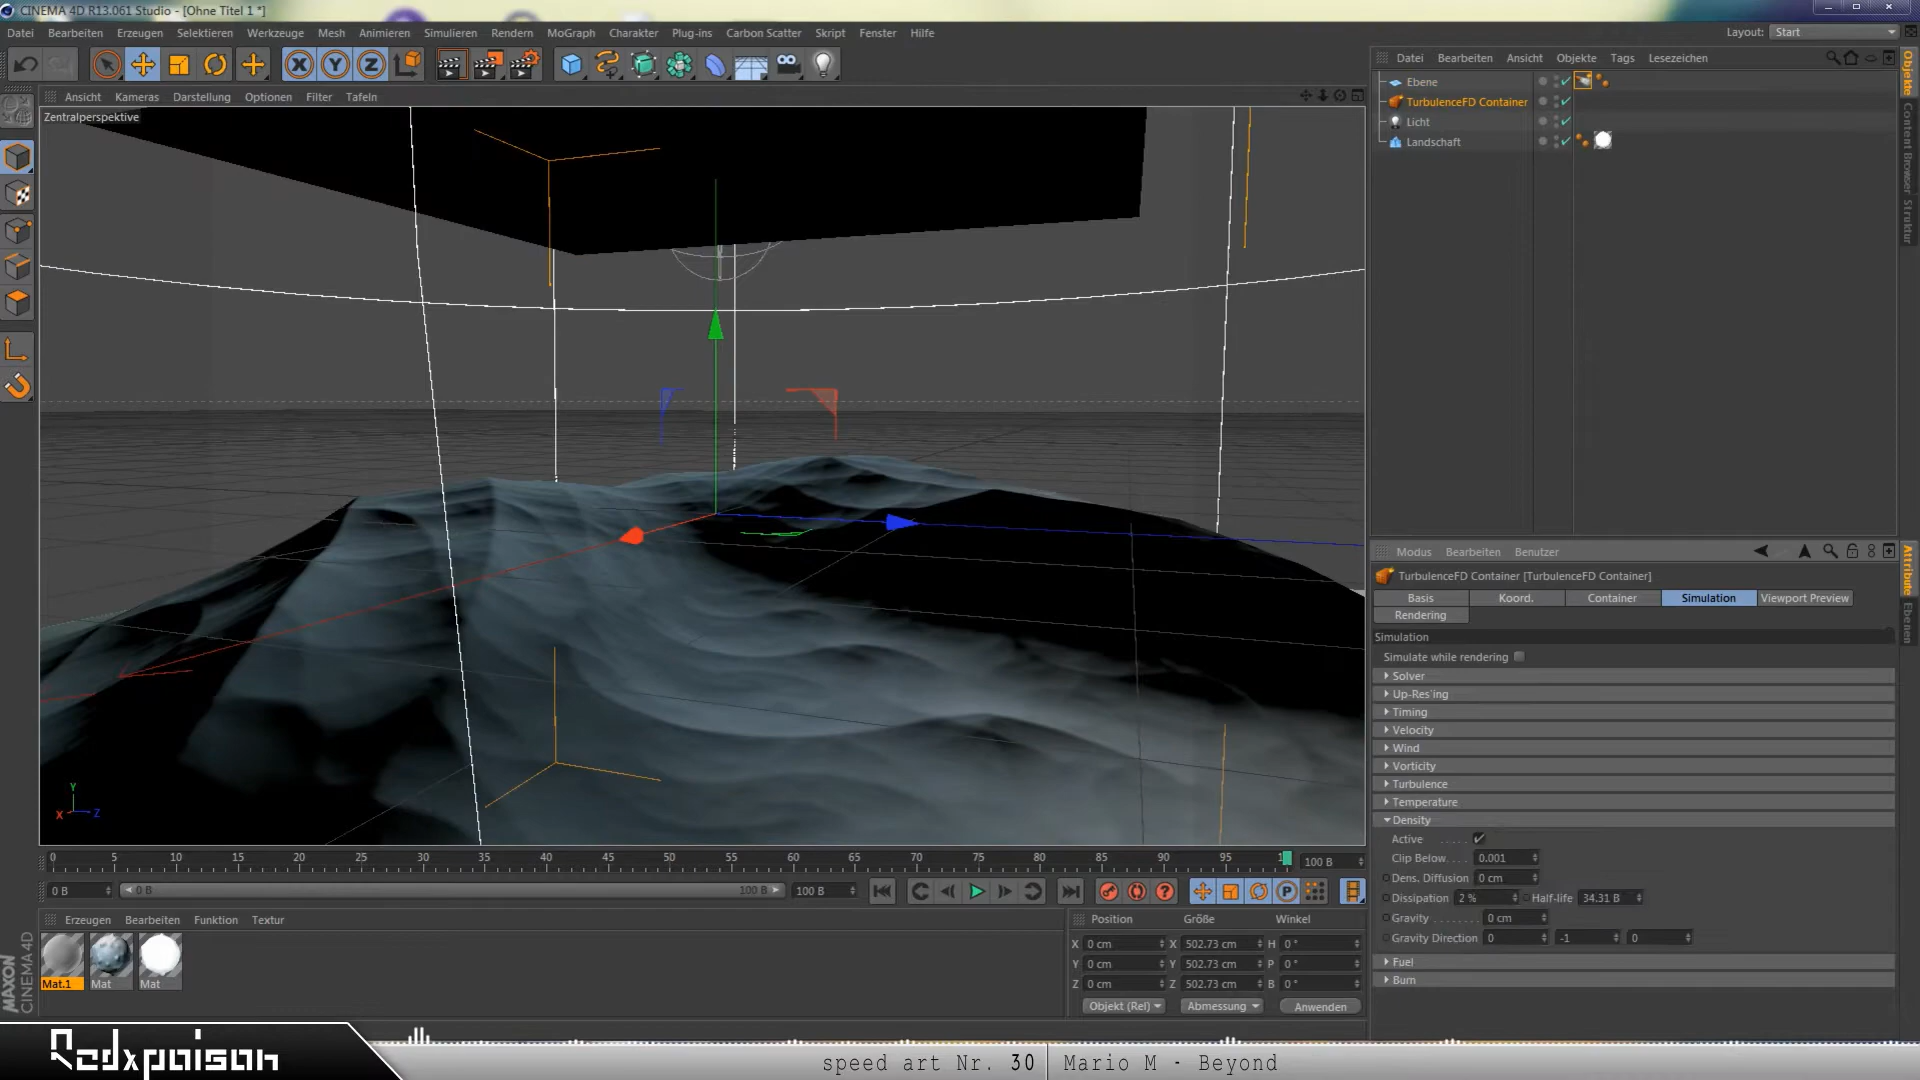 CINEMA 4D R13.061 Studio - [Ohne Titel 1 *]
Datei Bearbeiten Erzeugen Selektieren Werkzeuge Mesh Animieren Simulieren Rendern MoGraph Charakter Plug-ins Carbon Scatter Skript Fenster Hilfe Layout: Start
X Y Z
Ansicht Kameras Darstellung Optionen Filter Tafeln
Zentralperspektive
Datei Bearbeiten Ansicht Objekte Tags Lesezeichen
Ebene
TurbulenceFD Container
Licht
Landschaft
Objekte
Content Browser
Struktur
Modus Bearbeiten Benutzer
TurbulenceFD Container [TurbulenceFD Container]
Basis Koord. Container Simulation Viewport Preview
Rendering
Simulation
Simulate while rendering
Solver
Up-Res'ing
Timing
Velocity
Wind
Vorticity
Turbulence
Temperature
Density
Active
Clip Below 0.001
Dens. Diffusion 0 cm
Dissipation 2 % Half-life 34.31 B
Gravity 0 cm
Gravity Direction 0 -1 0
Fuel
Burn
Attribute
Ebenen
Y
X Z
0 5 10 15 20 25 30 35 40 45 50 55 60 65 70 75 80 85 90 95 100 B
0 B 0 B 100 B 100 B
Erzeugen Bearbeiten Funktion Textur
Mat.1 Mat Mat
Position Größe Winkel
X 0 cm X 502.73 cm H 0 °
Y 0 cm Y 502.73 cm P 0 °
Z 0 cm Z 502.73 cm B 0 °
Objekt (Rel) Abmessung Anwenden
MAXON
CINEMA 4D
Redxpoison
speed art Nr. 30 Mario M - Beyond